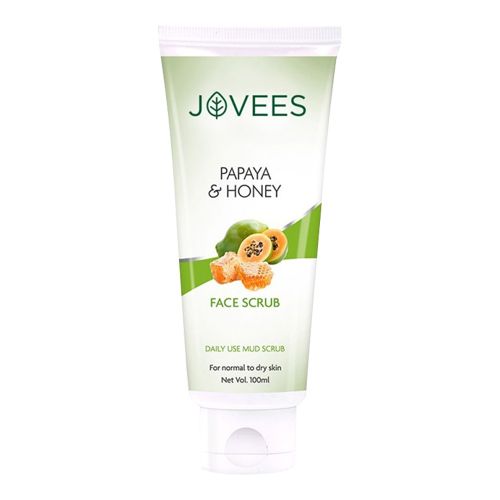 JOVEES
PAPAYA
& HONEY
FACE SCRUB
DAILY USE MUD SCRUB
For normal to dry skin
Net Vol. 100ml